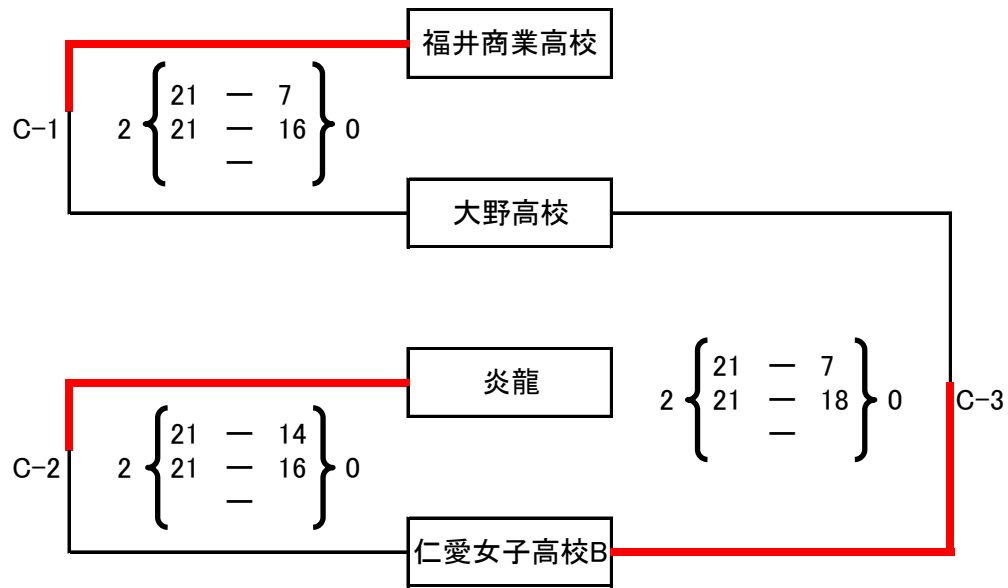 福井商業高校
21 ー 7
C-1 2 { 21 ー 16 } 0
ー
大野高校
炎龍
21 ー 7
2 { 21 ー 18 } 0 C-3
ー
21 ー 14
C-2 2 { 21 ー 16 } 0
ー
仁愛女子高校B